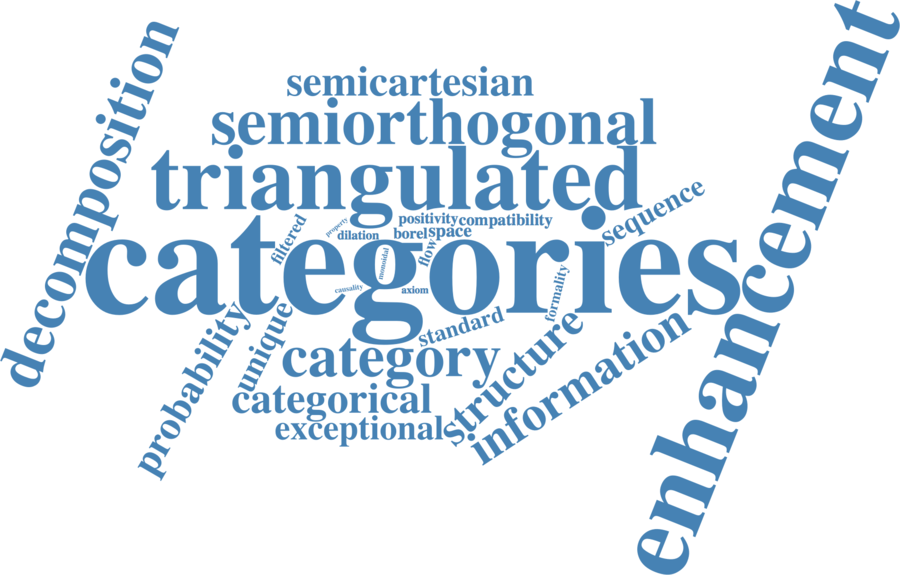 decomposition
enhancement
semicartesian
semiorthogonal
triangulated
sequence
filtered
property
positivity
compatibility
dilation
borel
space
flow
categories
monoidal
causality
axiom
formality
standard
probability
unique
structure
information
category
categorical
exceptional